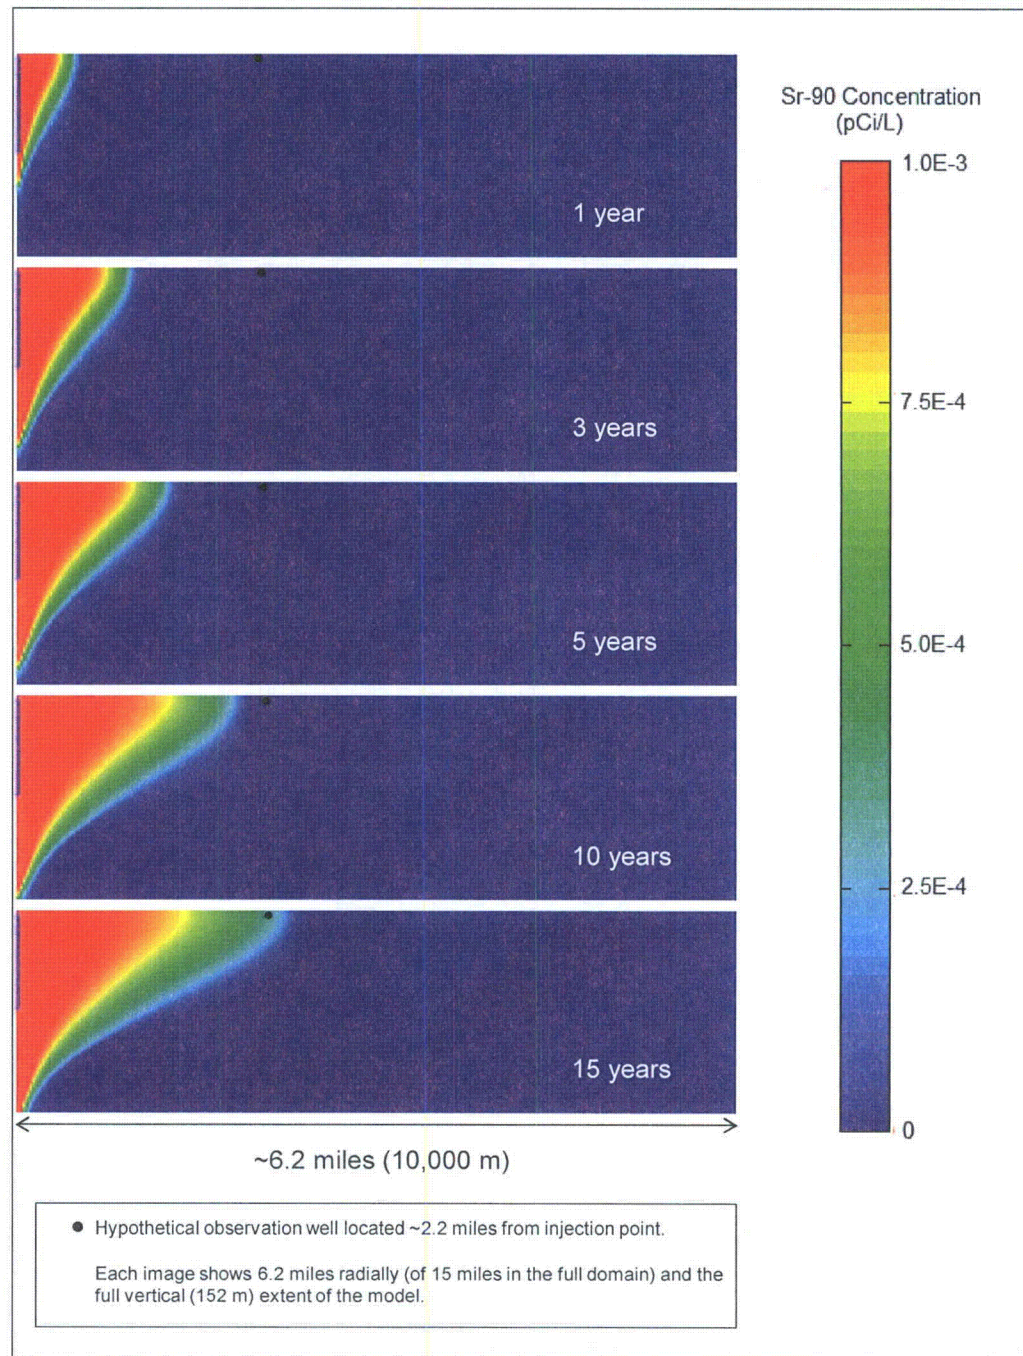 Sr-90 Concentration
(pCi/L)
1.0E-3
7.5E-4
5.0E-4
2.5E-4
0
1 year
3 years
5 years
10 years
15 years
~6.2 miles (10,000 m)
● Hypothetical observation well located ~2.2 miles from injection point.
Each image shows 6.2 miles radially (of 15 miles in the full domain) and the
full vertical (152 m) extent of the model.